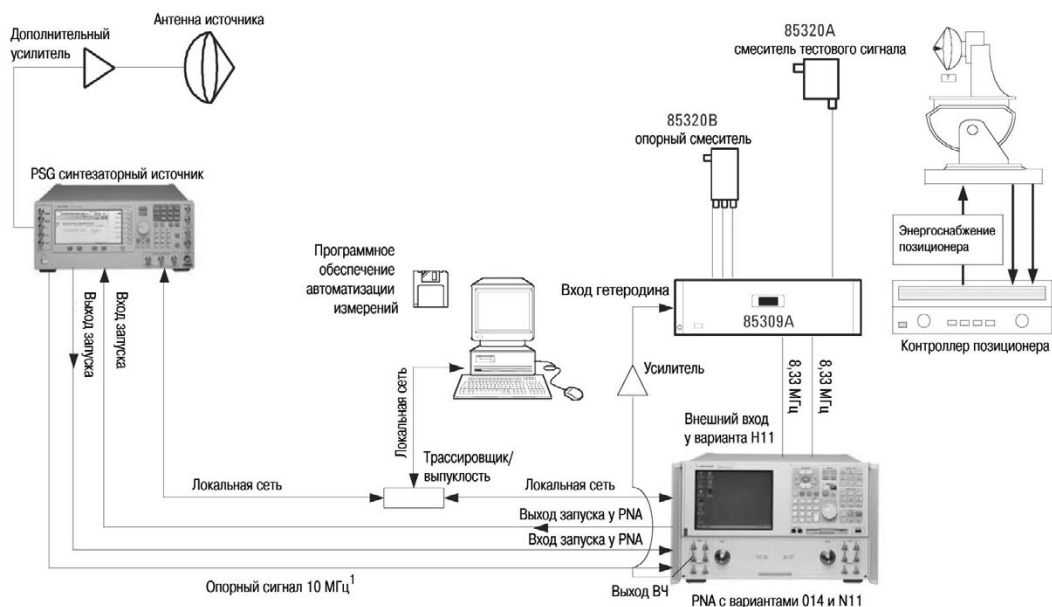 Дополнительный
усилитель
Антенна источника
85320A
смеситель тестового сигнала
85320B
опорный смеситель
PSG синтезаторный источник
Программное
обеспечение
автоматизации
измерений
Энергоснабжение
позиционера
Вход гетеродина
85309A
Контроллер позиционера
Выход запуска
Вход запуска
Усилитель
8,33 МГц
8,33 МГц
Внешний вход
у варианта H11
Локальная сеть
Трассировщик/
выпуклость
Локальная сеть
Локальная сеть
Выход запуска у PNA
Вход запуска у PNA
Опорный сигнал 10 МГц1
Выход ВЧ
PNA с вариантами 014 и N11